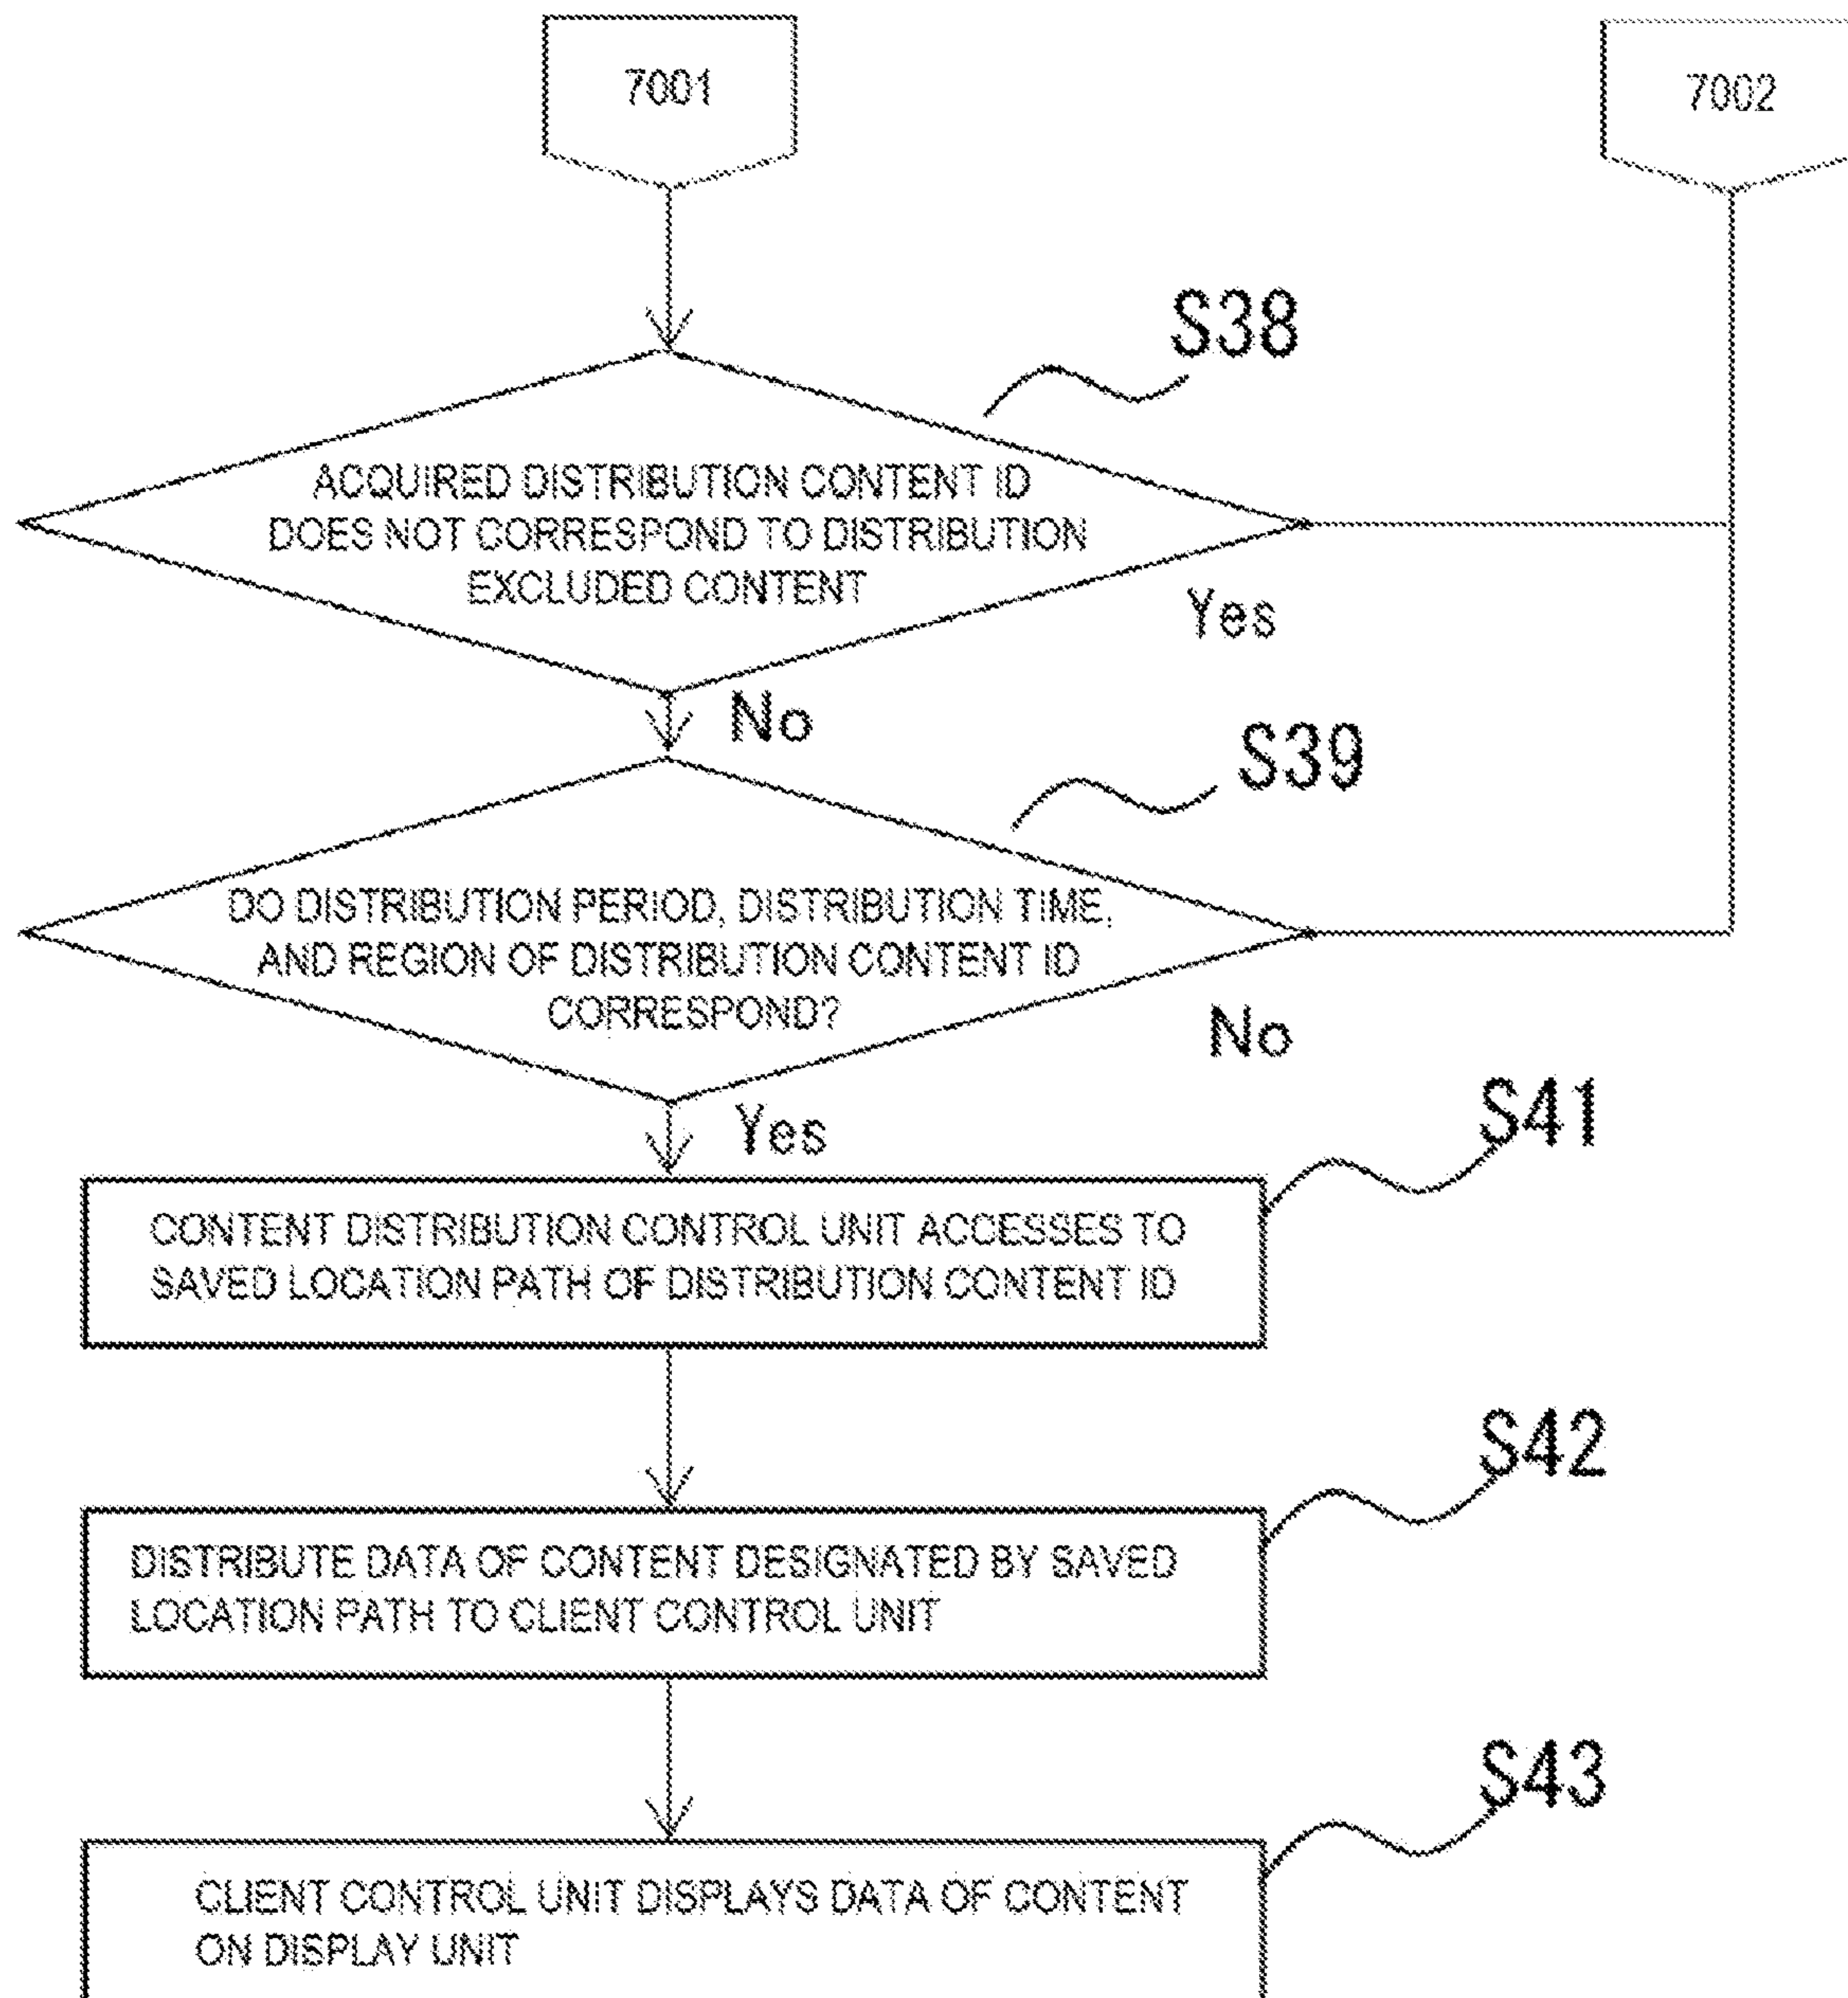 7001
7002
S38
ACQUIRED DISTRIBUTION CONTENT ID
DOES NOT CORRESPOND TO DISTRIBUTION
EXCLUDED CONTENT
Yes
No
S39
DO DISTRIBUTION PERIOD, DISTRIBUTION TIME,
AND REGION OF DISTRIBUTION CONTENT ID
CORRESPOND?
No
Yes
S41
CONTENT DISTRIBUTION CONTROL UNIT ACCESSES TO
SAVED LOCATION PATH OF DISTRIBUTION CONTENT ID
S42
DISTRIBUTE DATA OF CONTENT DESIGNATED BY SAVED
LOCATION PATH TO CLIENT CONTROL UNIT
S43
CLIENT CONTROL UNIT DISPLAYS DATA OF CONTENT
ON DISPLAY UNIT